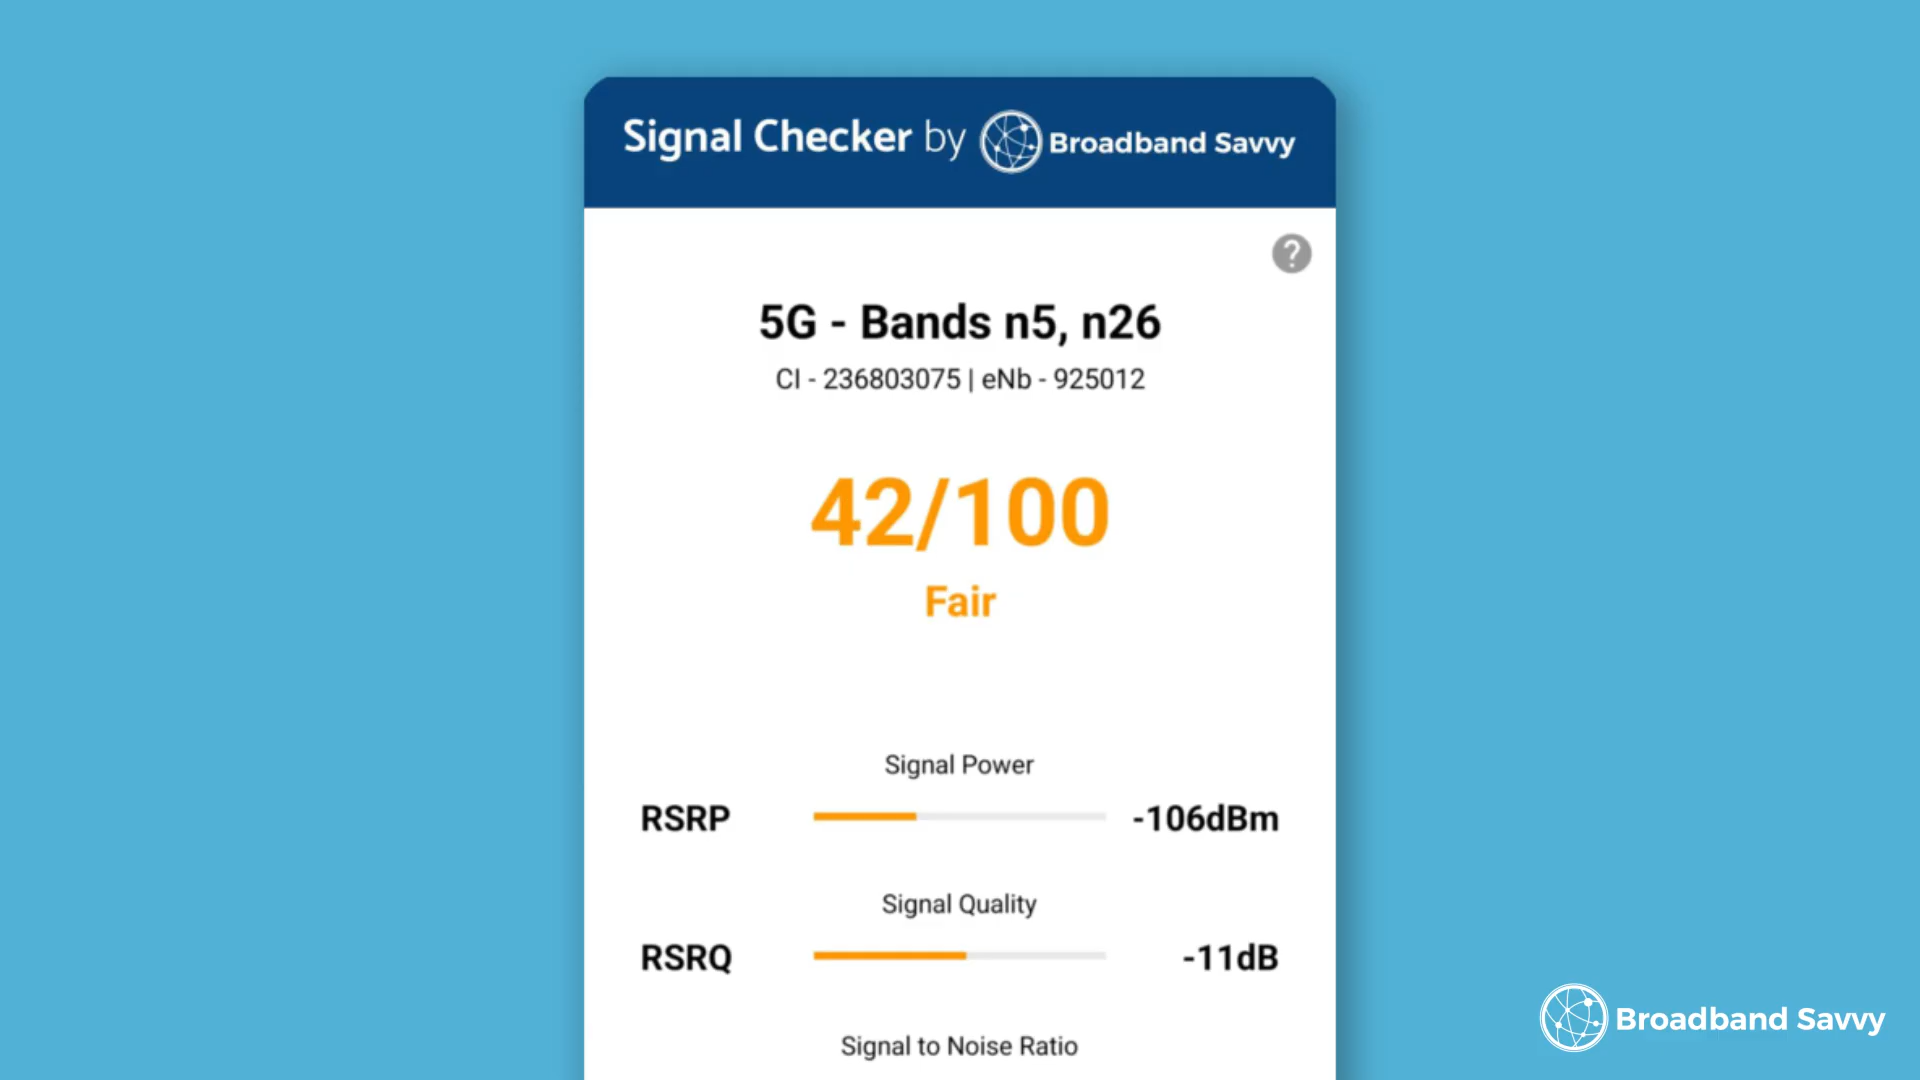 Signal Checker by Broadband Savvy
?
5G - Bands n5, n26
CI - 236803075 | eNb - 925012
42/100
Fair
Signal Power
RSRP -106dBm
Signal Quality
RSRQ -11dB
Signal to Noise Ratio
Broadband Savvy